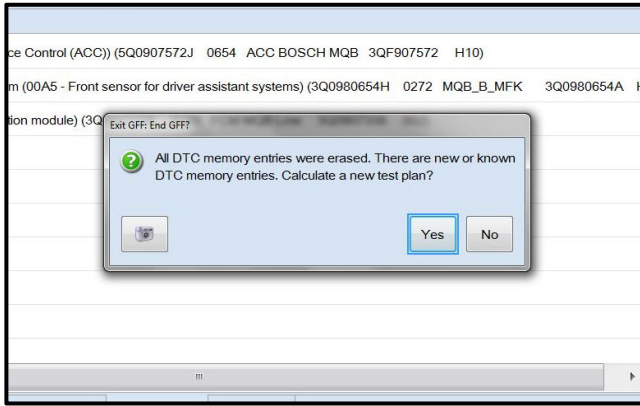 ce Control (ACC)) (5Q0907572J 0654 ACC BOSCH MQB 3QF907572 H10)
m (00A5 - Front sensor for driver assistant systems) (3Q0980654H 0272 MQB_B_MFK 3Q0980654A H
tion module) (3Q
Exit GFF: End GFF?
All DTC memory entries were erased. There are new or known
DTC memory entries. Calculate a new test plan?
Yes No